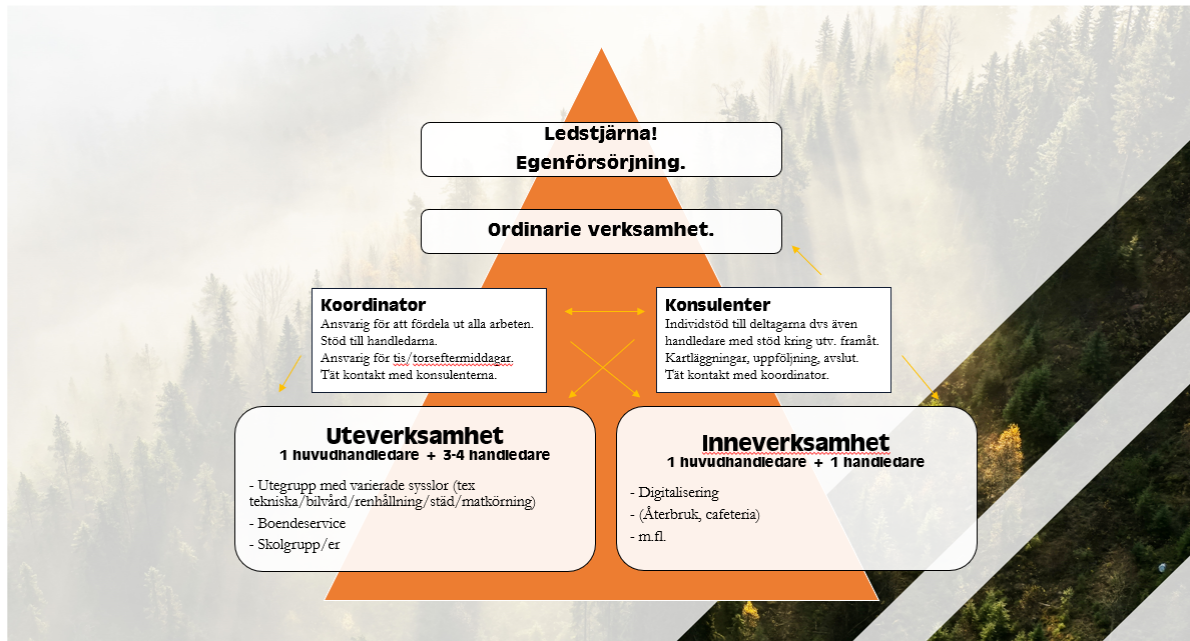 Ledstjärna!
Egenförsörjning.
Ordinarie verksamhet.
Koordinator
Ansvarig för att fördela ut alla arbeten.
Stöd till handledarna.
Ansvarig för tis/torseftermiddagar.
Tät kontakt med konsulenterna.
Konsulenter
Individstöd till deltagarna dvs även
handledare med stöd kring utv. framåt.
Kartläggningar, uppföljning, avslut.
Tät kontakt med koordinator.
Uteverksamhet
1 huvudhandledare + 3-4 handledare
- Utegrupp med varierade sysslor (tex
tekniska/bilvård/renhållning/städ/matkörning)
- Boendeservice
- Skolgrupp/er
Inneverksamhet
1 huvudhandledare + 1 handledare
- Digitalisering
- (Återbruk, cafeteria)
- m.fl.